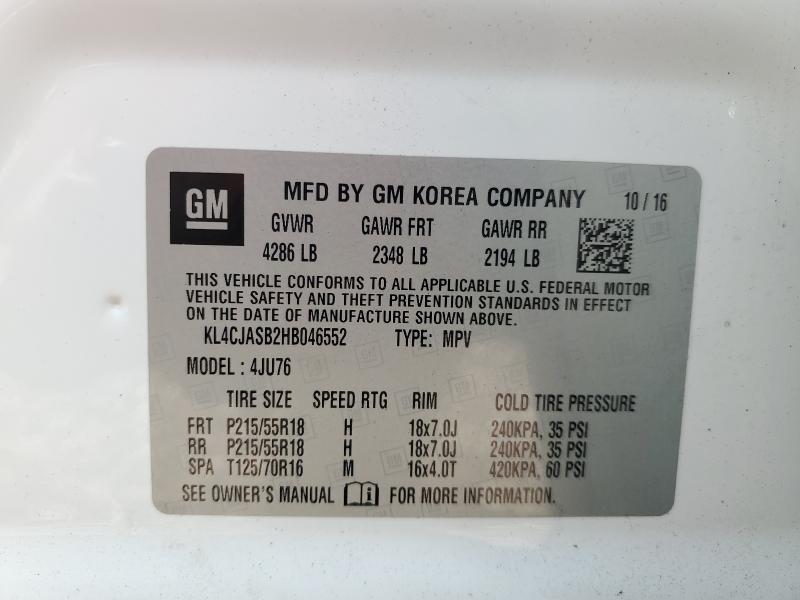 GM MFD BY GM KOREA COMPANY 10 / 16
GVWR GAWR FRT GAWR RR
4286 LB 2348 LB 2194 LB
THIS VEHICLE CONFORMS TO ALL APPLICABLE U.S. FEDERAL MOTOR
VEHICLE SAFETY AND THEFT PREVENTION STANDARDS IN EFFECT
ON THE DATE OF MANUFACTURE SHOWN ABOVE.
KL4CJASB2HB046552 TYPE: MPV
MODEL : 4JU76
TIRE SIZE SPEED RTG RIM COLD TIRE PRESSURE
FRT P215/55R18 H 18x7.0J 240KPA, 35 PSI
RR P215/55R18 H 18x7.0J 240KPA, 35 PSI
SPA T125/70R16 M 16x4.0T 420KPA, 60 PSI
SEE OWNER'S MANUAL i FOR MORE INFORMATION.